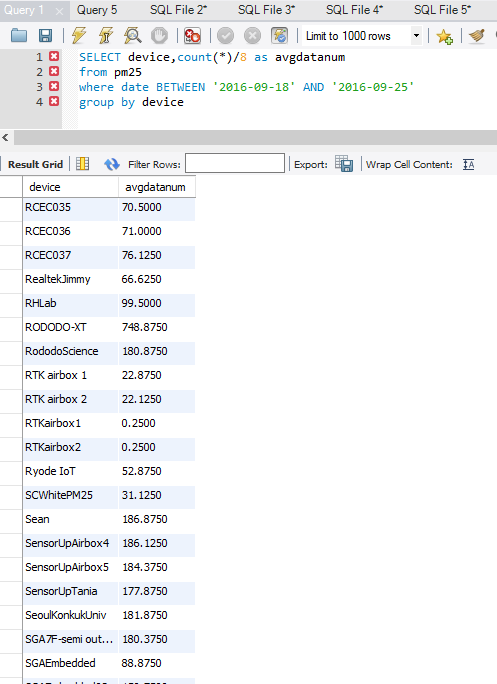 Query 1 Query 5 SQL File 2* SQL File 3* SQL File 4* SQL File 5*
Limit to 1000 rows
1 SELECT device,count(*)/8 as avgdatanum
2 from pm25
3 where date BETWEEN '2016-09-18' AND '2016-09-25'
4 group by device
Result Grid Filter Rows: Export: Wrap Cell Content:
device avgdatanum
RCEC035 70.5000
RCEC036 71.0000
RCEC037 76.1250
RealtekJimmy 66.6250
RHLab 99.5000
RODODO-XT 748.8750
RododoScience 180.8750
RTK airbox 1 22.8750
RTK airbox 2 22.1250
RTKairbox1 0.2500
RTKairbox2 0.2500
Ryode IoT 52.8750
SCWhitePM25 31.1250
Sean 186.8750
SensorUpAirbox4 186.1250
SensorUpAirbox5 184.3750
SensorUpTania 177.8750
SeoulKonkukUniv 181.8750
SGA7F-semi out... 180.3750
SGAEmbedded 88.8750